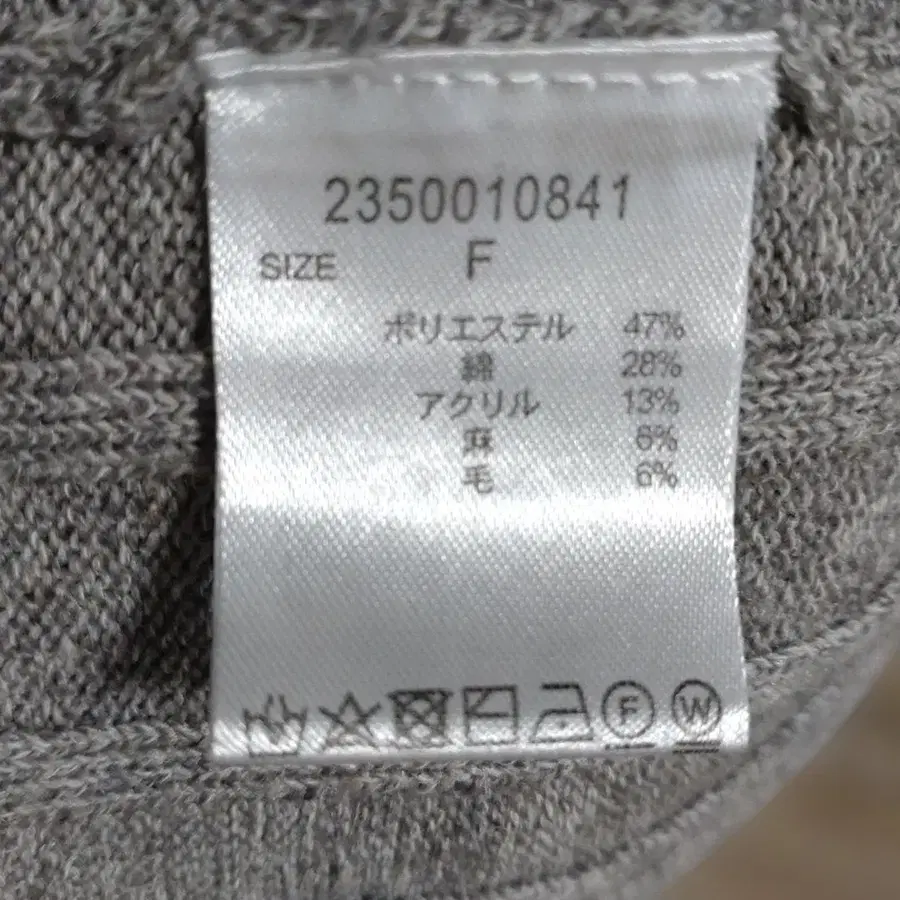 2350010841
SIZE F
ポリエステル 47%
綿 28%
アクリル 13%
麻 6%
毛 6%
F W